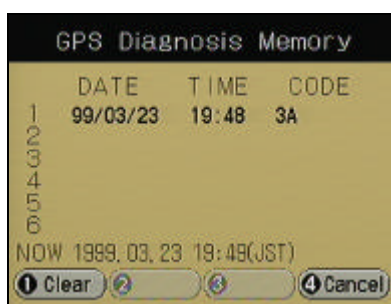 GPS Diagnosis Memory
DATE TIME CODE
1 99/03/23 19:48 3A
2
3
4
5
6
NOW 1999.03.23 19:49(JST)
1 Clear 2 3 4 Cancel